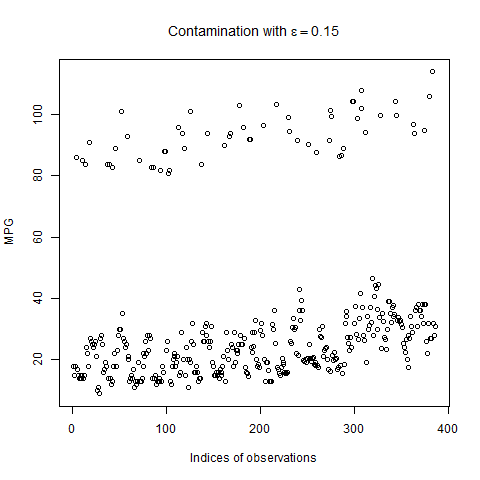 Contamination with ε = 0.15
MPG
100
80
60
40
20
0 100 200 300 400
Indices of observations